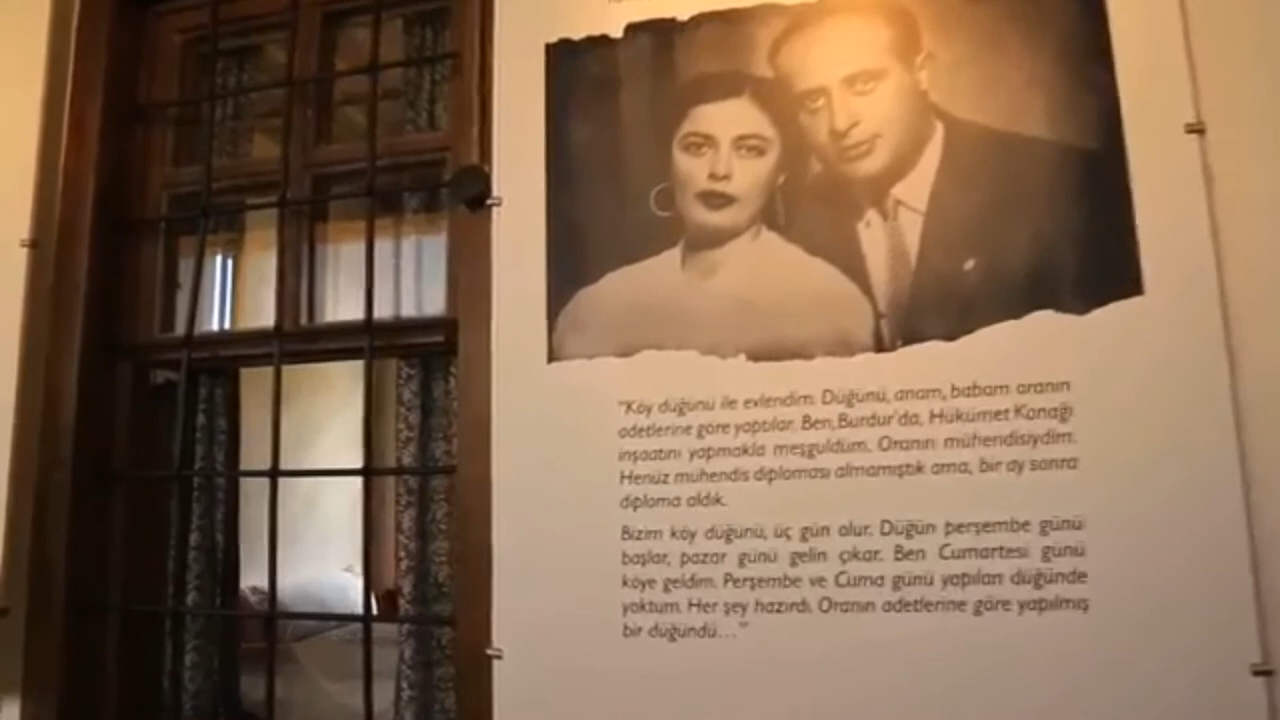 "Köy düğünü ile evlendim. Düğünü, anam, babam oranın
adetlerine göre yaptılar. Ben, Burdur'da, Hükümet Konağı
inşaatını yapmakla meşguldüm. Oranın mühendisiydim.
Henüz mühendis diploması almamıştık ama, bir ay sonra
diploma aldık.
Bizim köy düğünü, üç gün olur. Düğün perşembe günü
başlar, pazar günü gelin çıkar. Ben Cumartesi günü
köye geldim. Perşembe ve Cuma günü yapılan düğünde
yoktum. Her şey hazırdı. Oranın adetlerine göre yapılmış
bir düğündü..."